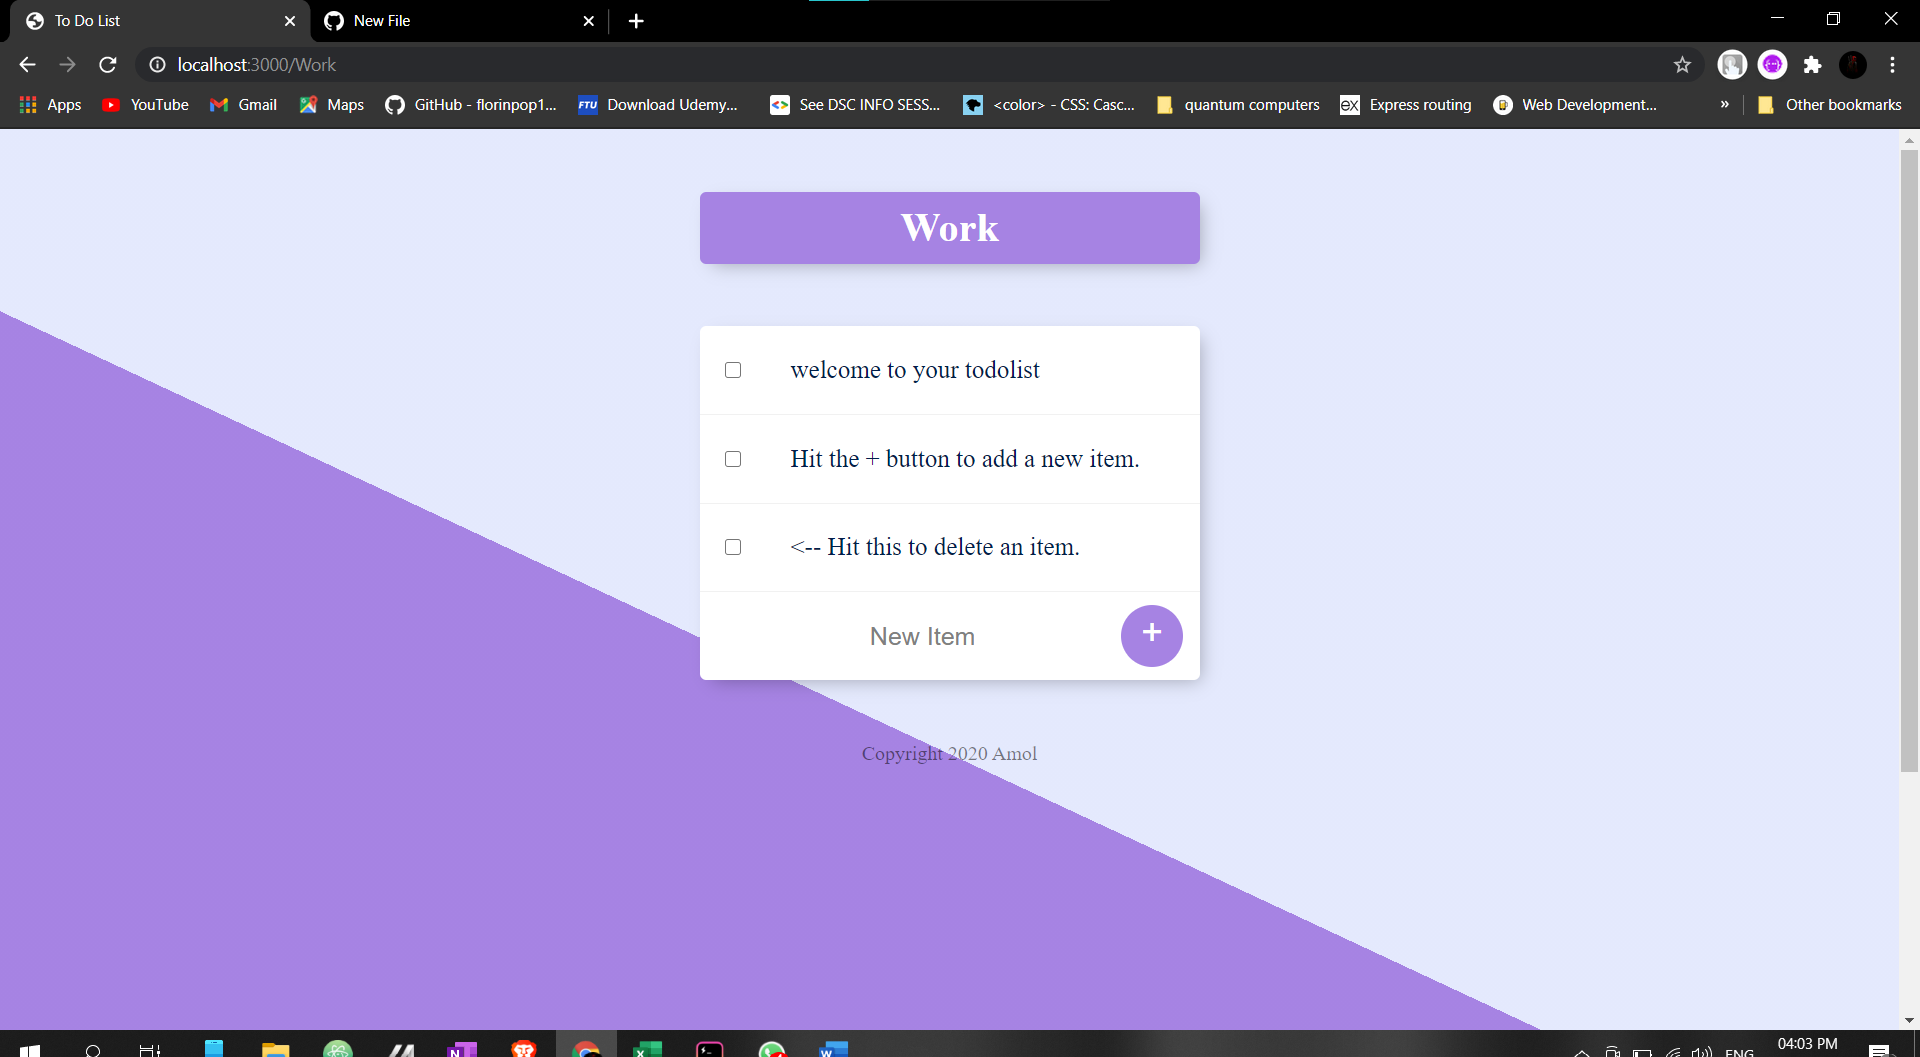 To Do List
New File
localhost:3000/Work
Apps YouTube Gmail Maps GitHub - florinpop1... FTU Download Udemy... See DSC INFO SESS... <color> - CSS: Casc... quantum computers ex Express routing Web Development... » Other bookmarks
Work
welcome to your todolist
Hit the + button to add a new item.
<-- Hit this to delete an item.
New Item +
Copyright 2020 Amol
ENG
04:03 PM